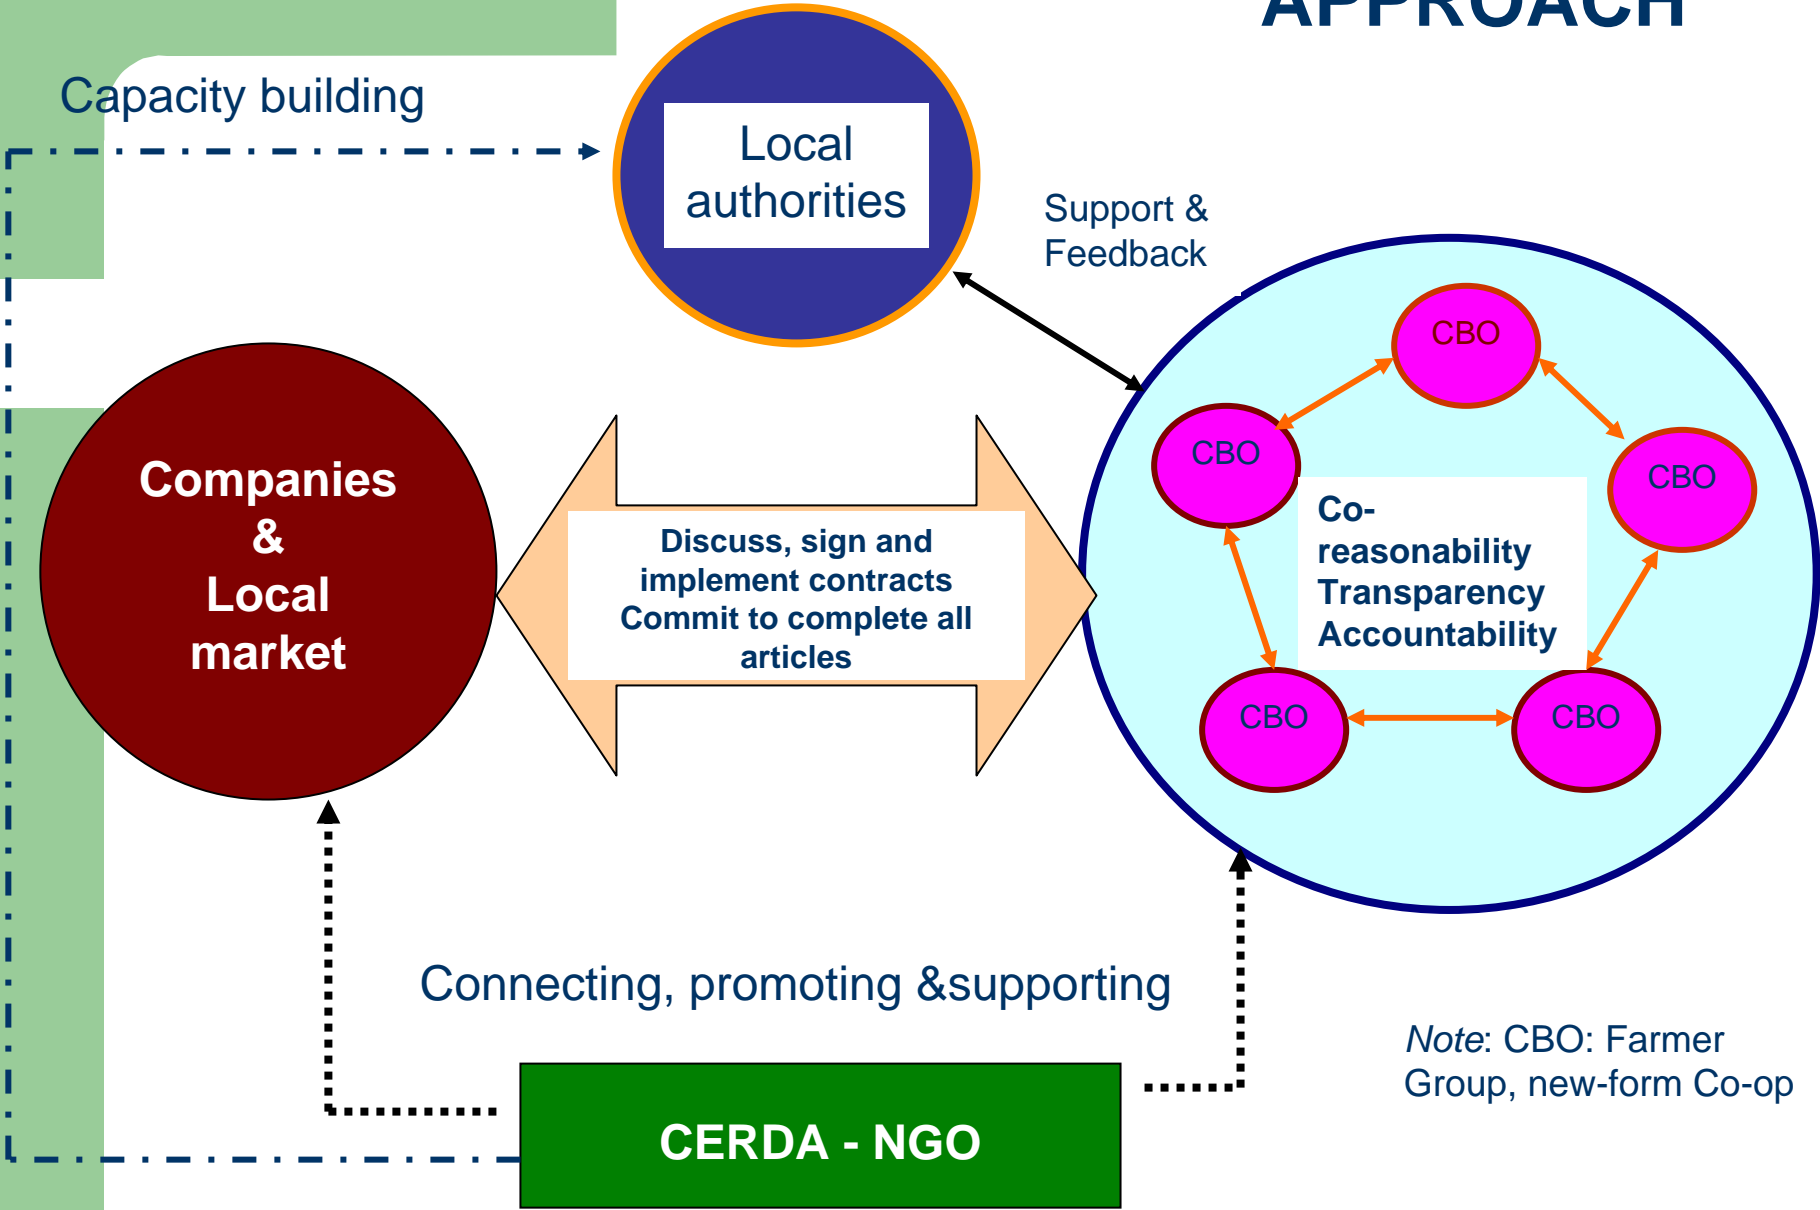 APPROACH
Capacity building
Local
authorities
Support &
Feedback
CBO
CBO
CBO
Companies
&
Local
market
Discuss, sign and
implement contracts
Commit to complete all
articles
Co-
reasonability
Transparency
Accountability
CBO
CBO
Connecting, promoting &supporting
Note: CBO: Farmer
Group, new-form Co-op
CERDA - NGO